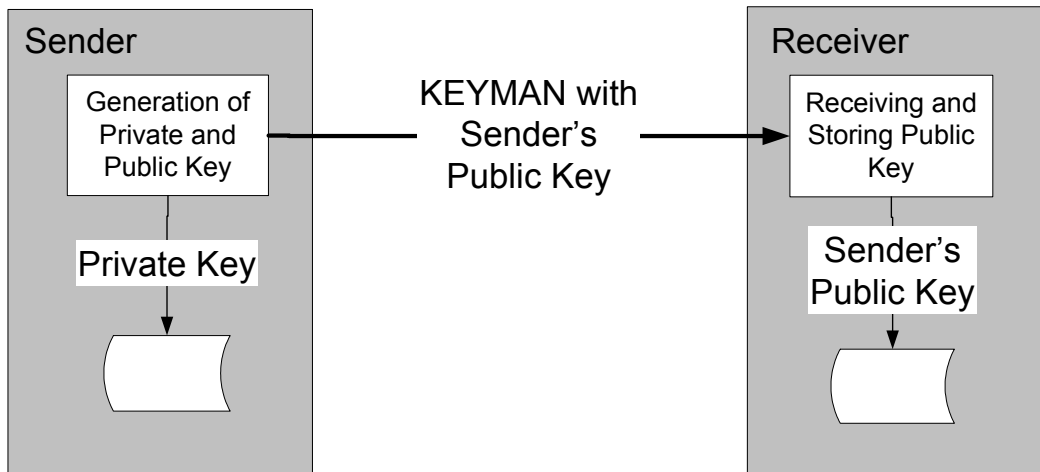 Sender
Generation of
Private and
Public Key
Private Key
KEYMAN with
Sender’s
Public Key
Receiver
Receiving and
Storing Public
Key
Sender’s
Public Key